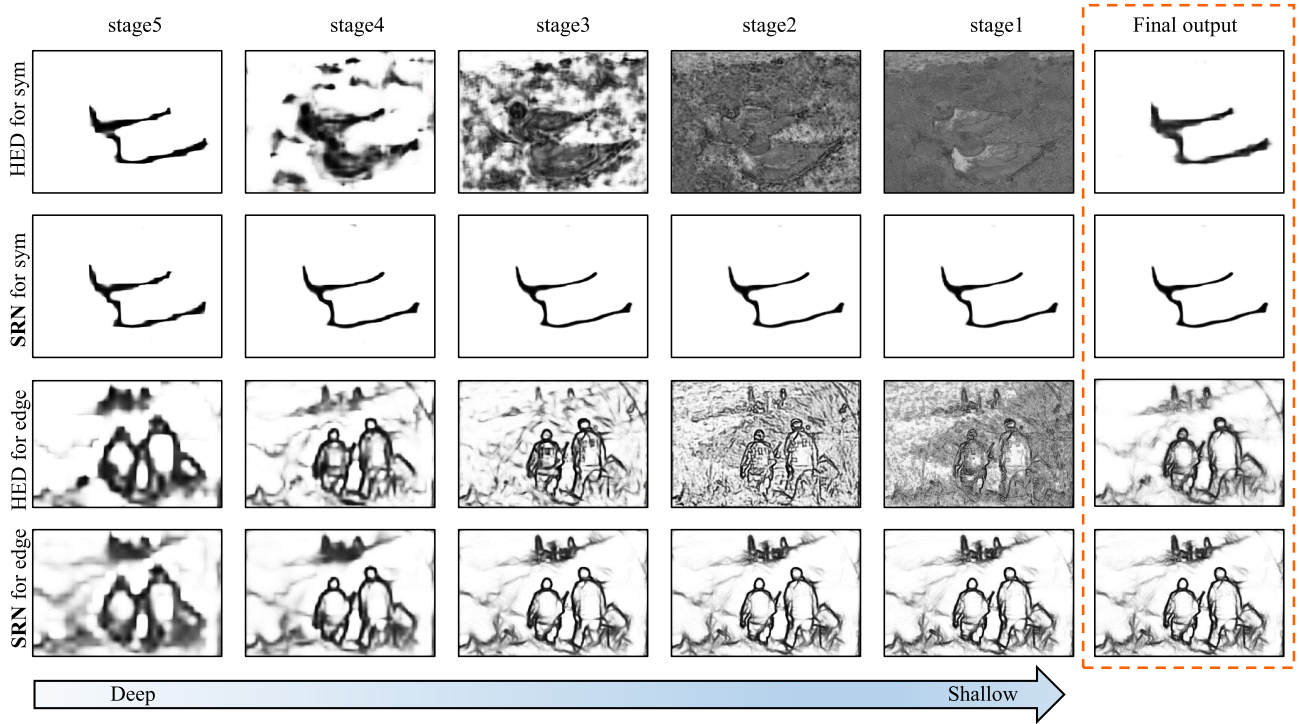 stage5 stage4 stage3 stage2 stage1 Final output
HED for sym
SRN for sym
HED for edge
SRN for edge
Deep Shallow